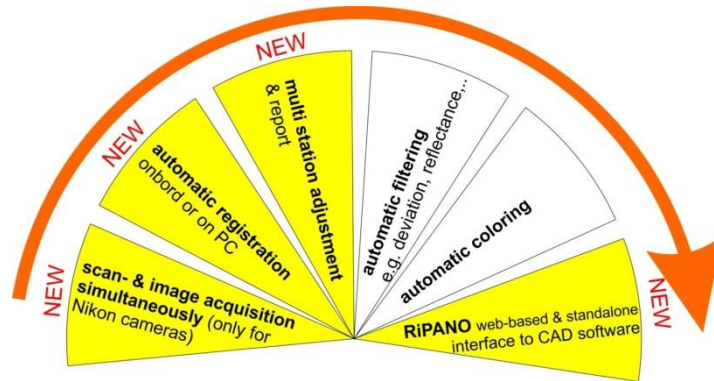 NEW
scan- & image acquisition
simultaneously (only for
Nikon cameras)
NEW
automatic registration
onbord or on PC
NEW
multi station adjustment
& report
automatic filtering
e.g. deviation, reflectance,..
automatic coloring
NEW
RiPANO web-based & standalone
interface to CAD software